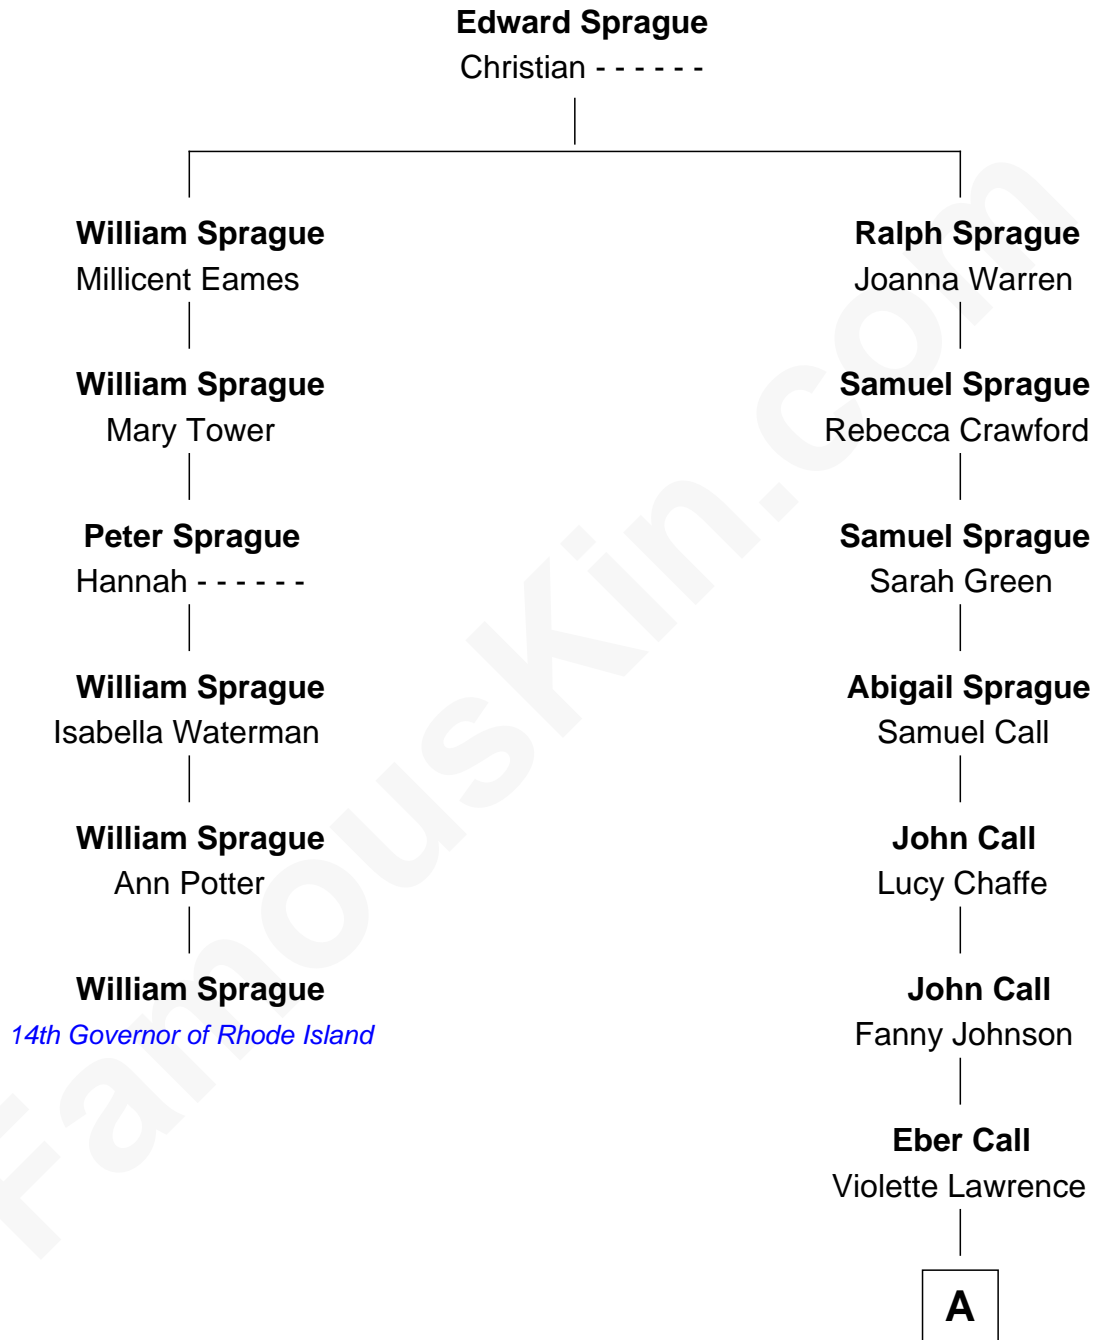 Edward Sprague
Christian - - - - - -
William Sprague
Millicent Eames
William Sprague
Mary Tower
Peter Sprague
Hannah - - - - - -
William Sprague
Isabella Waterman
William Sprague
Ann Potter
William Sprague
14th Governor of Rhode Island
Ralph Sprague
Joanna Warren
Samuel Sprague
Rebecca Crawford
Samuel Sprague
Sarah Green
Abigail Sprague
Samuel Call
John Call
Lucy Chaffe
John Call
Fanny Johnson
Eber Call
Violette Lawrence
A
FamousKin.com